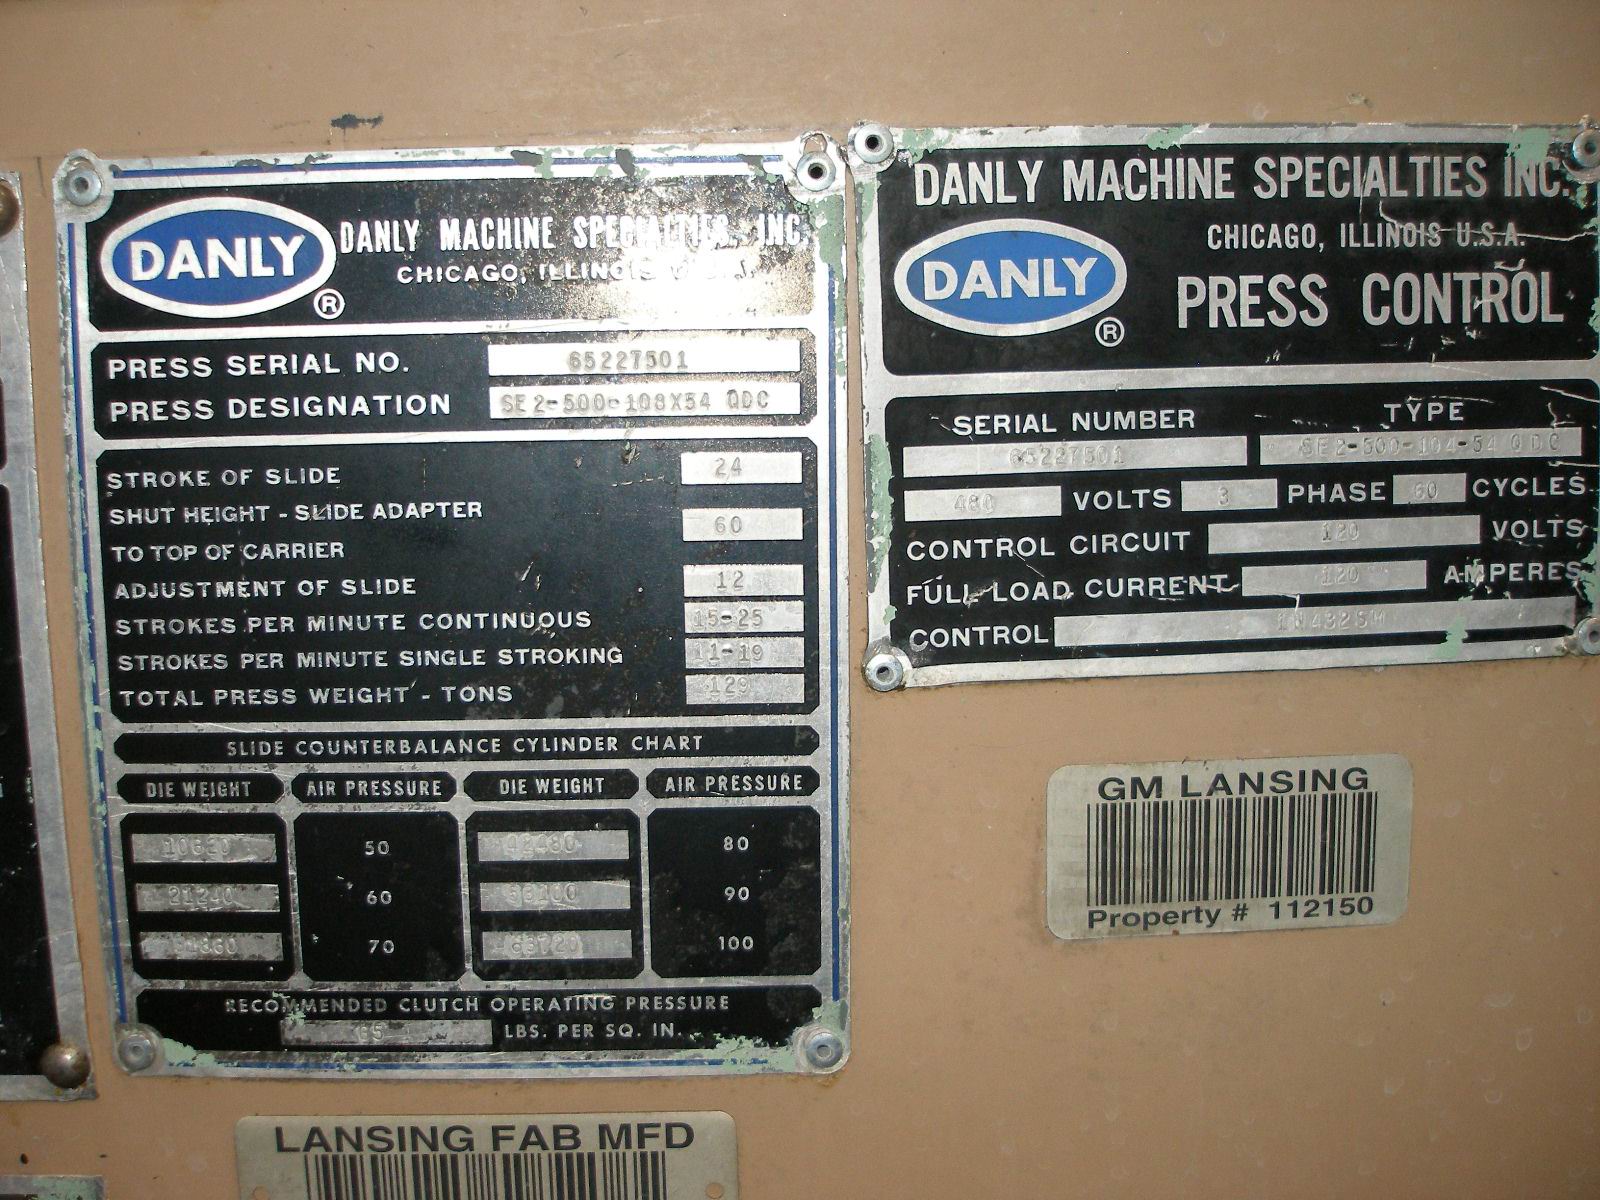 DANLY
®
DANLY MACHINE SPECIALTIES, INC.
CHICAGO, ILLINOIS U.S.A.
PRESS SERIAL NO. 65227501
PRESS DESIGNATION SE2-500-108X54 QDC
STROKE OF SLIDE 24
SHUT HEIGHT - SLIDE ADAPTER
TO TOP OF CARRIER 60
ADJUSTMENT OF SLIDE 12
STROKES PER MINUTE CONTINUOUS 15-25
STROKES PER MINUTE SINGLE STROKING 11-19
TOTAL PRESS WEIGHT - TONS 129
SLIDE COUNTERBALANCE CYLINDER CHART
DIE WEIGHT AIR PRESSURE DIE WEIGHT AIR PRESSURE
10620 50 42480 80
21240 60 53100 90
31860 70 63720 100
RECOMMENDED CLUTCH OPERATING PRESSURE
65 LBS. PER SQ. IN.
DANLY MACHINE SPECIALTIES INC.
CHICAGO, ILLINOIS U.S.A.
DANLY
®
PRESS CONTROL
SERIAL NUMBER TYPE
65227501 SE2-500-104-54 QDC
480 VOLTS 3 PHASE 60 CYCLES
CONTROL CIRCUIT 120 VOLTS
FULL LOAD CURRENT 120 AMPERES
CONTROL
GM LANSING
Property # 112150
LANSING FAB MFD